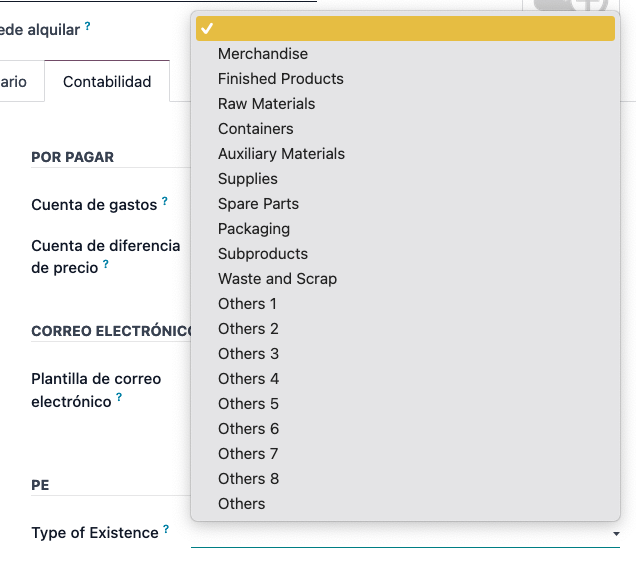 ede alquilar ?
ario
Contabilidad
Merchandise
Finished Products
Raw Materials
Containers
Auxiliary Materials
Supplies
Spare Parts
Packaging
Subproducts
Waste and Scrap
Others 1
Others 2
Others 3
Others 4
Others 5
Others 6
Others 7
Others 8
Others
POR PAGAR
Cuenta de gastos ?
Cuenta de diferencia
de precio ?
CORREO ELECTRÓNICO
Plantilla de correo
electrónico ?
PE
Type of Existence ?